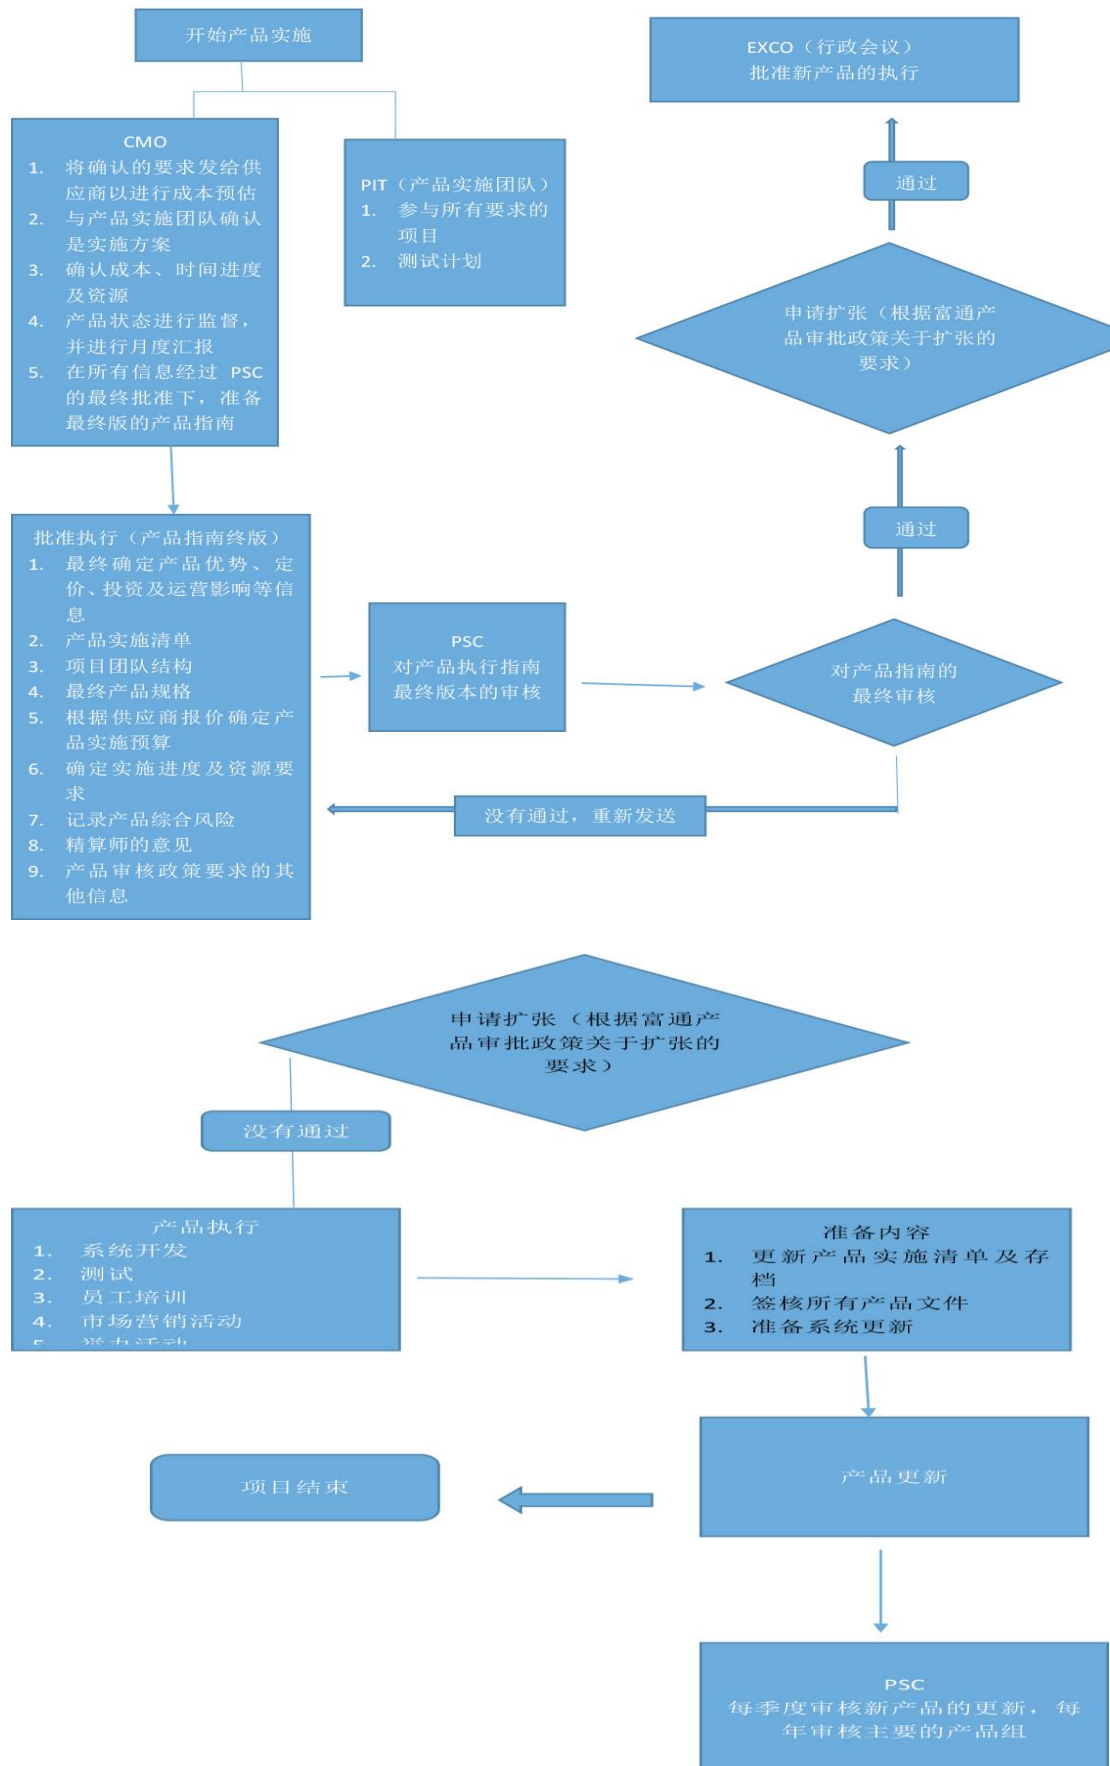 开始产品实施
EXCO（行政会议）
批准新产品的执行
CMO
1. 将确认的要求发给供
应商以进行成本预估
2. 与产品实施团队确认
是实施方案
3. 确认成本、时间进度
及资源
4. 产品状态进行监督，
并进行月度汇报
5. 在所有信息经过 PSC
的最终批准下，准备
最终版的产品指南
PIT（产品实施团队）
1. 参与所有要求的
项目
2. 测试计划
通过
申请扩张（根据富通产
品审批政策关于扩张的
要求）
通过
批准执行（产品指南终版）
1. 最终确定产品优势、定
价、投资及运营影响等信
息
2. 产品实施清单
3. 项目团队结构
4. 最终产品规格
5. 根据供应商报价确定产
品实施预算
6. 确定实施进度及资源要
求
7. 记录产品综合风险
8. 精算师的意见
9. 产品审核政策要求的其
他信息
PSC
对产品执行指南
最终版本的审核
对产品指南的
最终审核
没有通过，重新发送
申请扩张（根据富通产
品审批政策关于扩张的
要求）
没有通过
产品执行
1. 系统开发
2. 测试
3. 员工培训
4. 市场营销活动
5. 举办活动
准备内容
1. 更新产品实施清单及存
档
2. 签核所有产品文件
3. 准备系统更新
产品更新
项目结束
PSC
每季度审核新产品的更新，每
年审核主要的产品组